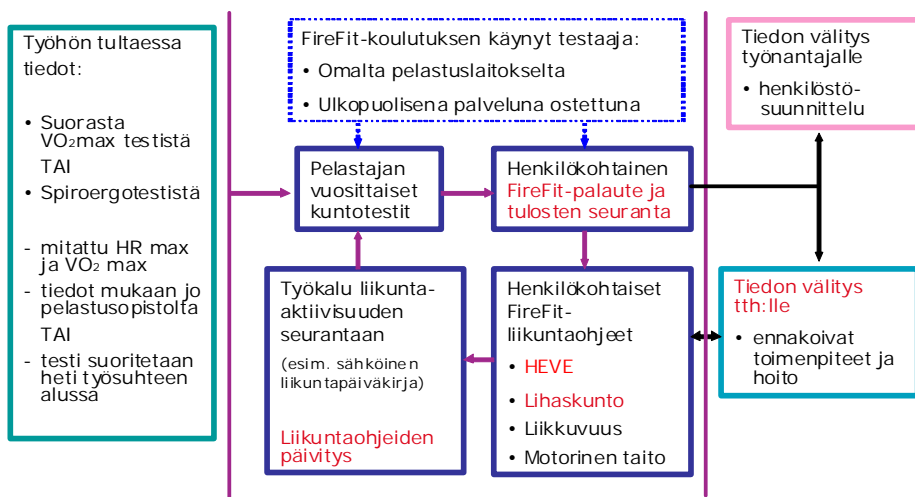 Työhön tultaessa
tiedot:
• Suorasta
VO₂max testistä
TAI
• Spiroergotestistä
- mitattu HR max
ja VO₂ max
- tiedot mukaan jo
pelastusopistolta
TAI
- testi suoritetaan
heti työsuhteen
alussa
FireFit-koulutuksen käynyt testaaja:
• Omalta pelastuslaitokselta
• Ulkopuolisena palveluna ostettuna
Pelastajan
vuosittaiset
kuntotestit
Henkilökohtainen
FireFit-palaute ja
tulosten seuranta
Työkalu liikunta-
aktiivisuuden
seurantaan
(esim. sähköinen
liikuntapäiväkirja)
Liikuntaohjeiden
päivitys
Henkilökohtaiset
FireFit-
liikuntaohjeet
• HEVE
• Lihaskunto
• Liikkuvuus
• Motorinen taito
Tiedon välitys
työnantajalle
• henkilöstö-
suunnittelu
Tiedon välitys
tth:lle
• ennakoivat
toimenpiteet ja
hoito